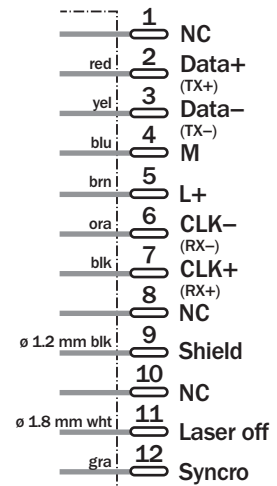 1
NC
red 2 Data+
(TX+)
yel 3 Data–
(TX–)
blu 4 M
brn 5 L+
ora 6 CLK–
(RX–)
blk 7 CLK+
(RX+)
8
NC
ø 1.2 mm blk 9 Shield
10
NC
ø 1.8 mm wht 11 Laser off
gra 12 Syncro